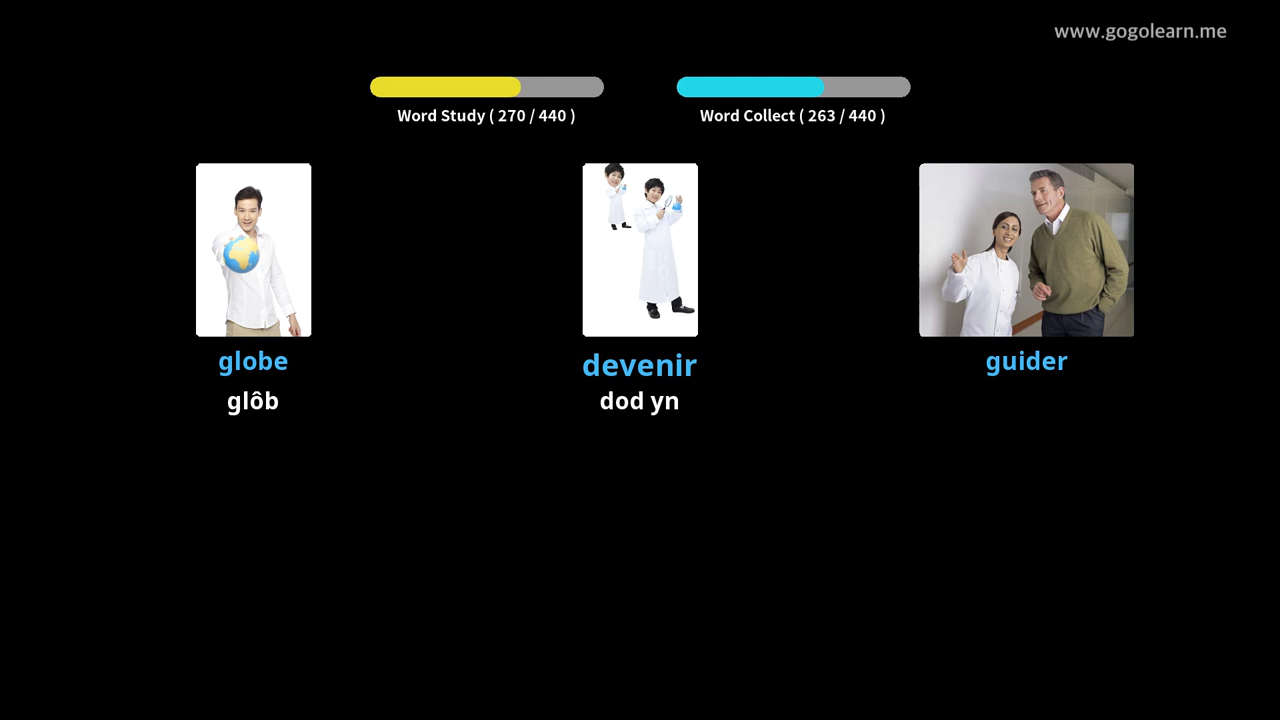 www.gogolearn.me
Word Study ( 270 / 440 )
Word Collect ( 263 / 440 )
globe
glôb
devenir
dod yn
guider